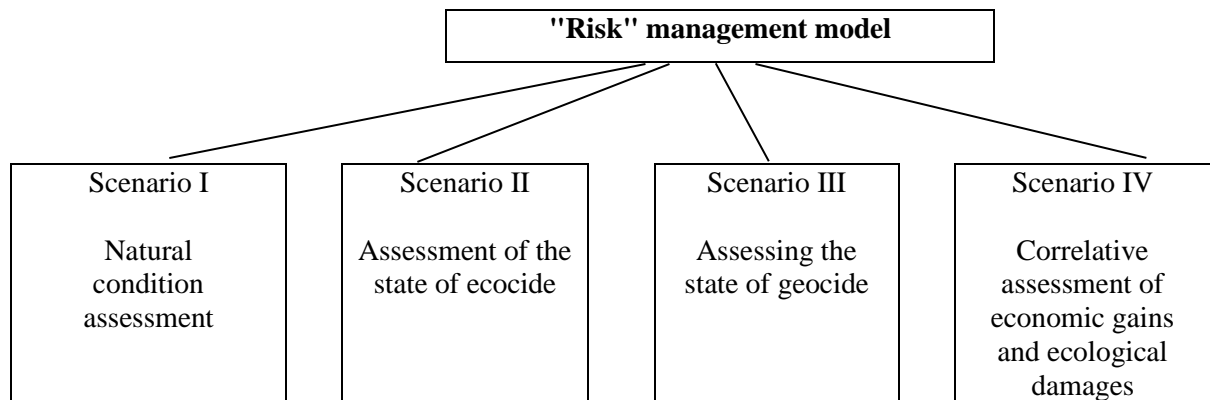 "Risk" management model
Scenario I
Natural
condition
assessment
Scenario II
Assessment of the
state of ecocide
Scenario III
Assessing the
state of geocide
Scenario IV
Correlative
assessment of
economic gains
and ecological
damages